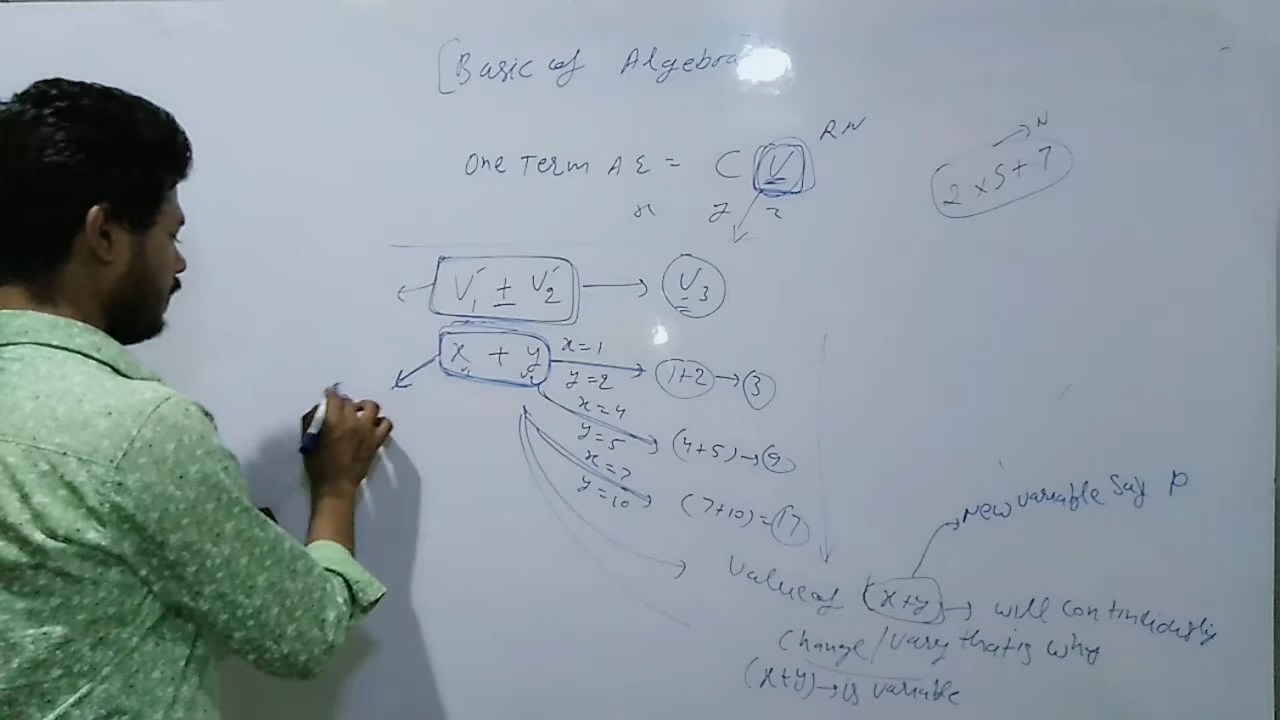 [Basic of Algebra
One Term A E = C V
RN
x y z
2 x 5 + 7
N
V1 ± V2 → V3
x + y
x=1
y=2
1+2 → 3
x=4
y=5
(4+5) → 9
x=7
y=10
(7+10) = 17
New variable say p
Value of (x+y) → will continuously
change/vary that is why
(x+y) → is variable